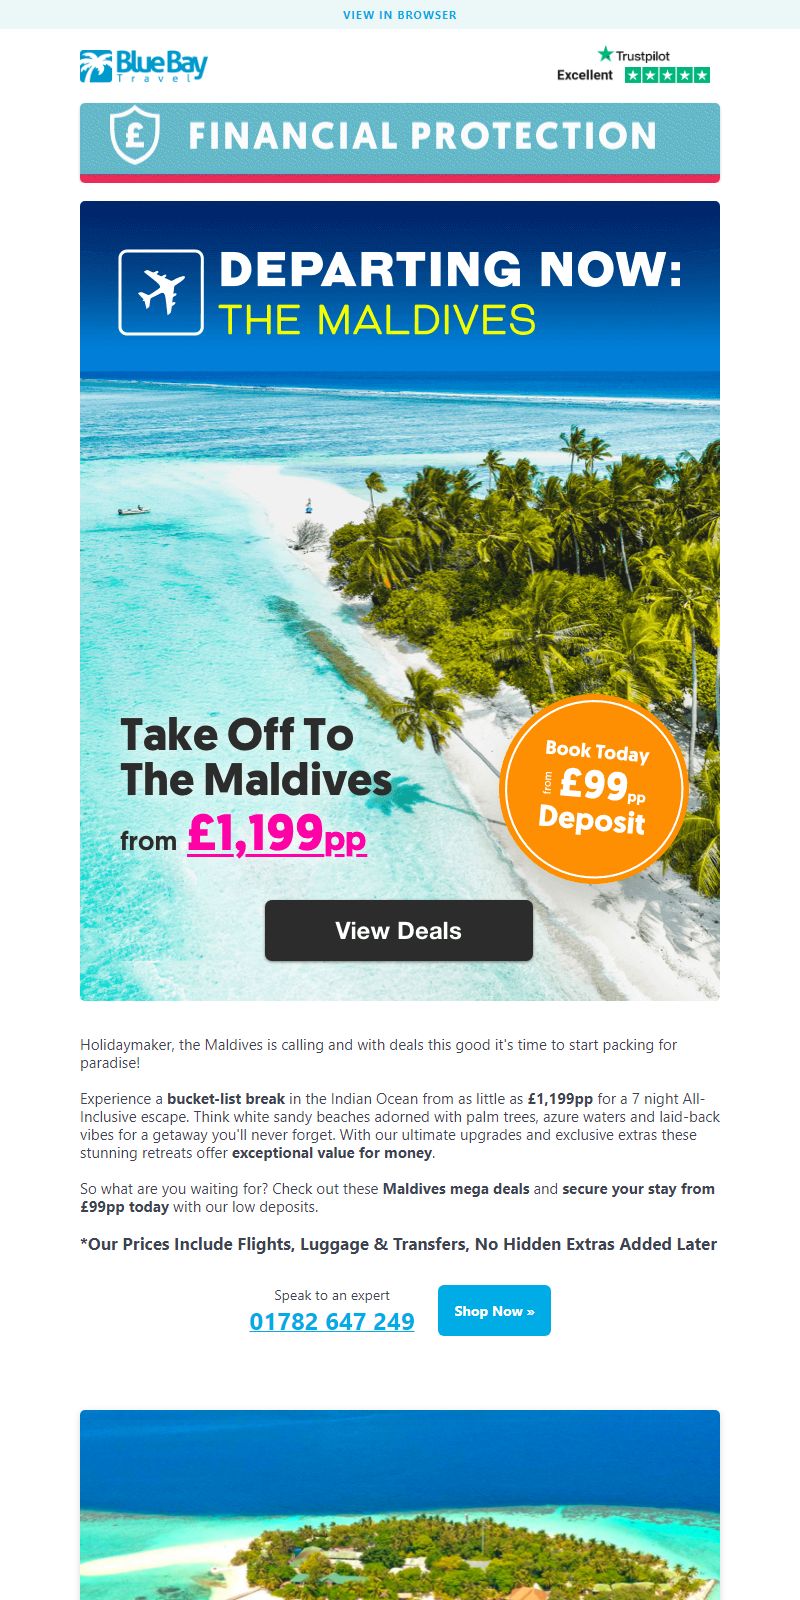 VIEW IN BROWSER
Blue Bay
Travel
Trustpilot
Excellent
£ FINANCIAL PROTECTION
DEPARTING NOW:
THE MALDIVES
Take Off To
The Maldives
from £1,199pp
Book Today
from £99pp
Deposit
View Deals
Holidaymaker, the Maldives is calling and with deals this good it's time to start packing for
paradise!
Experience a bucket-list break in the Indian Ocean from as little as £1,199pp for a 7 night All-
Inclusive escape. Think white sandy beaches adorned with palm trees, azure waters and laid-back
vibes for a getaway you'll never forget. With our ultimate upgrades and exclusive extras these
stunning retreats offer exceptional value for money.
So what are you waiting for? Check out these Maldives mega deals and secure your stay from
£99pp today with our low deposits.
*Our Prices Include Flights, Luggage & Transfers, No Hidden Extras Added Later
Speak to an expert
01782 647 249
Shop Now »